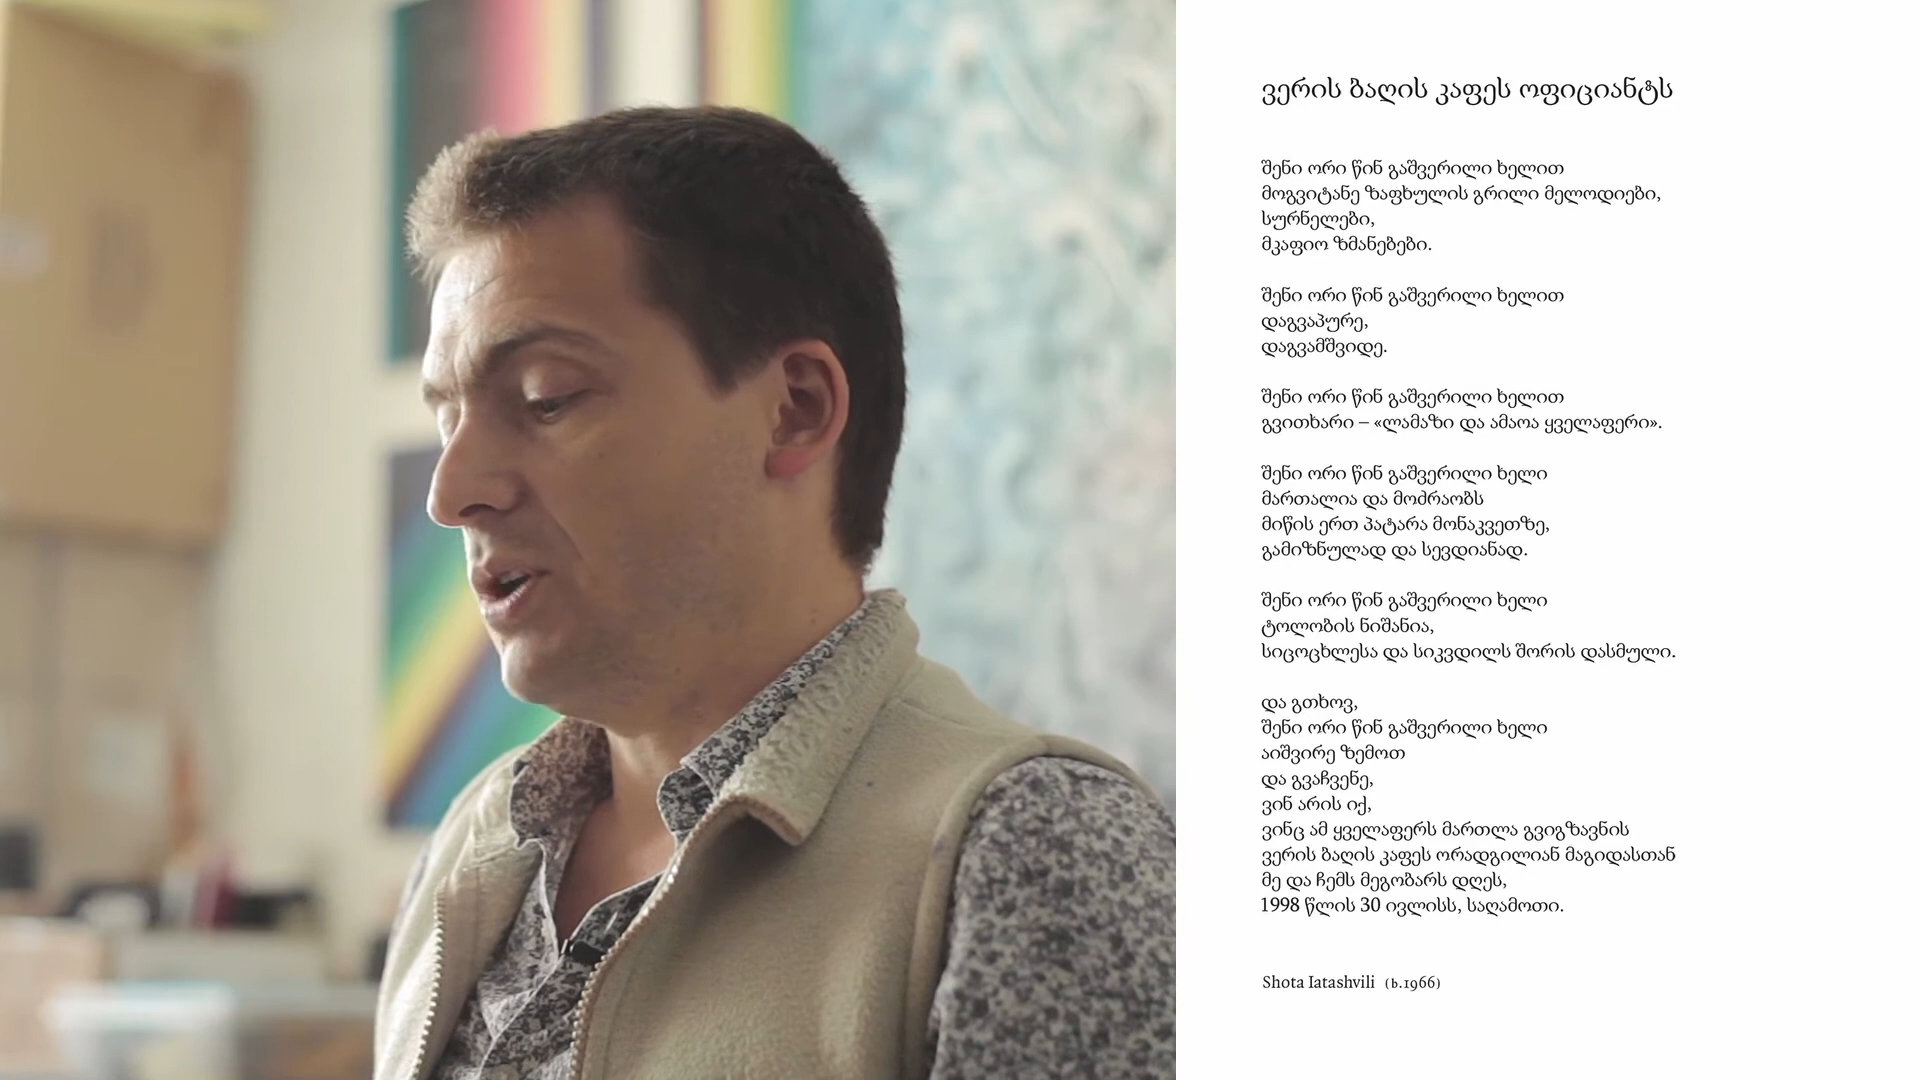 ვერის ბაღის კაფეს ოფიციანტს
შენი ორი წინ გაშვერილი ხელით
მოგვიტანე ზაფხულის გრილი მელოდიები,
სურნელები,
მკაფიო ზმანებები.
შენი ორი წინ გაშვერილი ხელით
დაგვაპურე,
დაგვამშვიდე.
შენი ორი წინ გაშვერილი ხელით
გვითხარი – «ლამაზი და ამაოა ყველაფერი».
შენი ორი წინ გაშვერილი ხელი
მართალია და მოძრაობს
მიწის ერთ პატარა მონაკვეთზე,
გამიზნულად და სევდიანად.
შენი ორი წინ გაშვერილი ხელი
ტოლობის ნიშანია,
სიცოცხლესა და სიკვდილს შორის დასმული.
და გთხოვ,
შენი ორი წინ გაშვერილი ხელი
აიშვირე ზემოთ
და გვაჩვენე,
ვინ არის იქ,
ვინც ამ ყველაფერს მართლა გვიგზავნის
ვერის ბაღის კაფეს ორადგილიან მაგიდასთან
მე და ჩემს მეგობარს დღეს,
1998 წლის 30 ივლისს, საღამოთი.
Shota Iatashvili (b.1966)